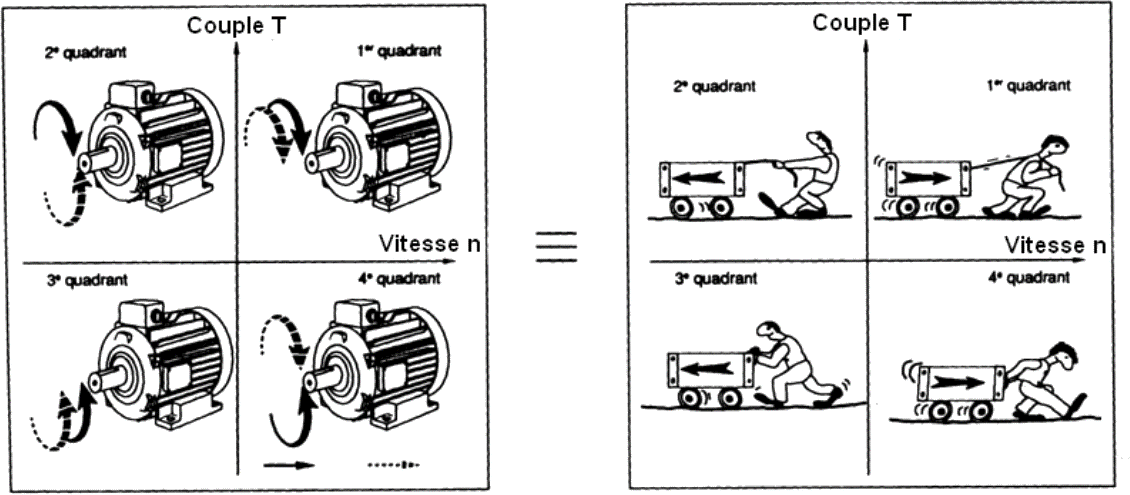 Couple T
2e quadrant
1er quadrant
Vitesse n
3e quadrant
4e quadrant
Couple T
2e quadrant
1er quadrant
Vitesse n
3e quadrant
4e quadrant